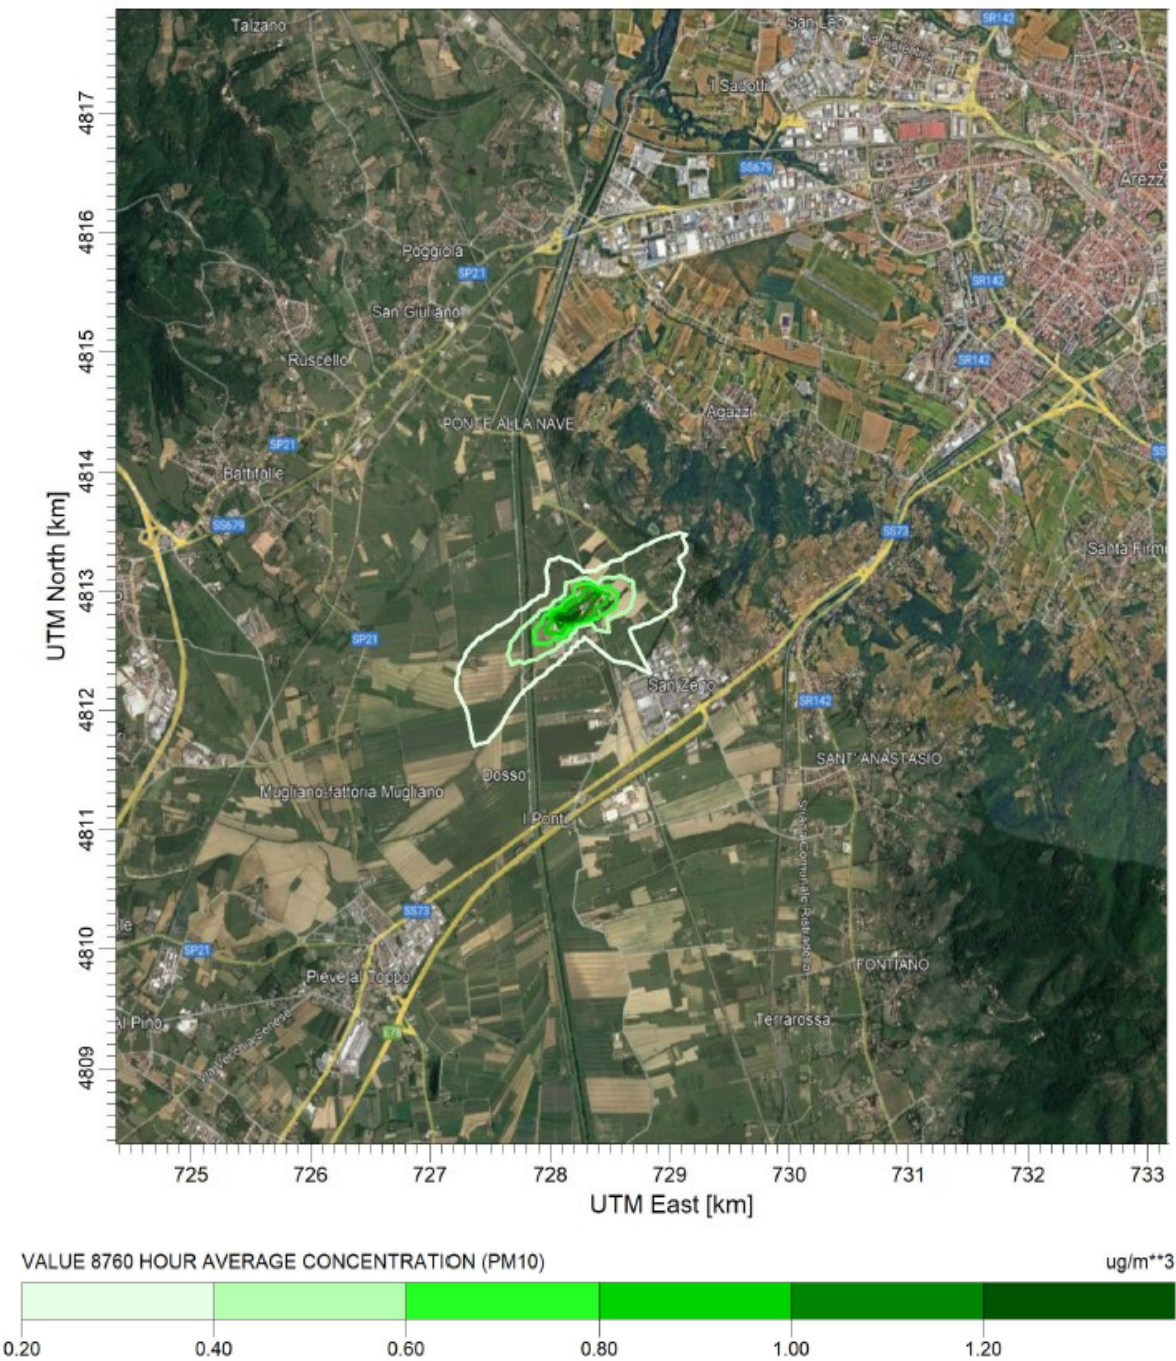 Talzano
San Leo
SR142
I Sadotti
SS679
Poggiola
SP21
San Giuliano
SR142
Ruscello
SR142
Agazzi
PONTE ALLA NAVE
SP21
Battifolle
SS679
SS73
SP21
San Zeno
SR142
SANT' ANASTASIO
Dosso
Mugliano-fattoria Mugliano
I Ponti
SS73
SP21
FONTIANO
Pieve al Toppo
Al Pino
Terrarossa
E78
4817
4816
4815
4814
4813
4812
4811
4810
4809
UTM North [km]
725 726 727 728 729 730 731 732 733
UTM East [km]
VALUE 8760 HOUR AVERAGE CONCENTRATION (PM10) ug/m**3
0.20 0.40 0.60 0.80 1.00 1.20